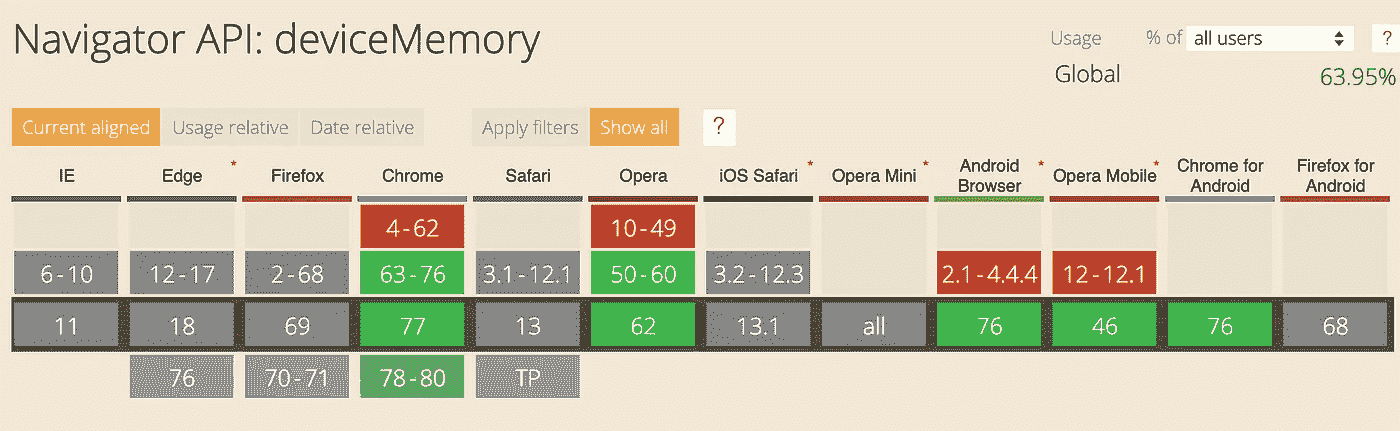 Navigator API: deviceMemory
Usage % of all users ?
Global 63.95%
Current aligned Usage relative Date relative Apply filters Show all ?
IE Edge * Firefox Chrome Safari Opera iOS Safari * Opera Mini * Android Browser * Opera Mobile * Chrome for Android Firefox for Android
4-62 10-49
6-10 12-17 2-68 63-76 3.1-12.1 50-60 3.2-12.3 2.1-4.4.4 12-12.1
11 18 69 77 13 62 13.1 all 76 46 76 68
76 70-71 78-80 TP